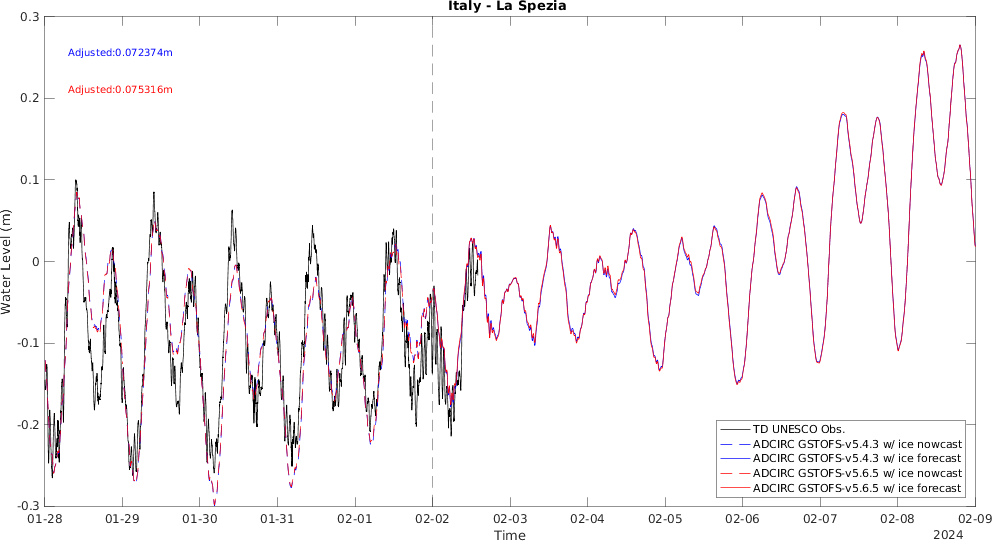 Italy - La Spezia
Adjusted:0.072374m
Adjusted:0.075316m
Water Level (m)
0.3
0.2
0.1
0
-0.1
-0.2
-0.3
TD UNESCO Obs.
ADCIRC GSTOFS-v5.4.3 w/ ice nowcast
ADCIRC GSTOFS-v5.4.3 w/ ice forecast
ADCIRC GSTOFS-v5.6.5 w/ ice nowcast
ADCIRC GSTOFS-v5.6.5 w/ ice forecast
01-28 01-29 01-30 01-31 02-01 02-02 02-03 02-04 02-05 02-06 02-07 02-08 02-09
Time
2024